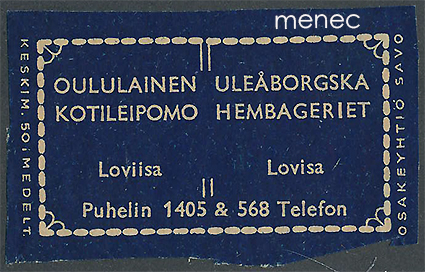 menec
KESKIM. 50 i MEDELT
OULULAINEN ULEÅBORGSKA
KOTILEIPOMO HEMBAGERIET
Loviisa Lovisa
Puhelin 1405 & 568 Telefon
OSAKEYHTIÖ SAVO